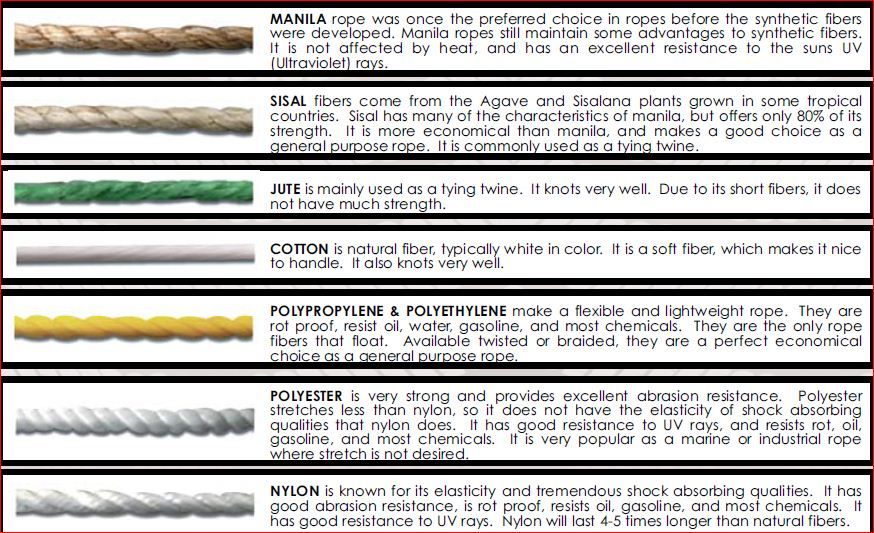 MANILA rope was once the preferred choice in ropes before the synthetic fibers
were developed. Manila ropes still maintain some advantages to synthetic fibers.
It is not affected by heat, and has an excellent resistance to the suns UV
(Ultraviolet) rays.
SISAL fibers come from the Agave and Sisalana plants grown in some tropical
countries. Sisal has many of the characteristics of manila, but offers only 80% of its
strength. It is more economical than manila, and makes a good choice as a
general purpose rope. It is commonly used as a tying twine.
JUTE is mainly used as a tying twine. It knots very well. Due to its short fibers, it does
not have much strength.
COTTON is natural fiber, typically white in color. It is a soft fiber, which makes it nice
to handle. It also knots very well.
POLYPROPYLENE & POLYETHYLENE make a flexible and lightweight rope. They are
rot proof, resist oil, water, gasoline, and most chemicals. They are the only rope
fibers that float. Available twisted or braided, they are a perfect economical
choice as a general purpose rope.
POLYESTER is very strong and provides excellent abrasion resistance. Polyester
stretches less than nylon, so it does not have the elasticity of shock absorbing
qualities that nylon does. It has good resistance to UV rays, and resists rot, oil,
gasoline, and most chemicals. It is very popular as a marine or industrial rope
where stretch is not desired.
NYLON is known for its elasticity and tremendous shock absorbing qualities. It has
good abrasion resistance, is rot proof, resists oil, gasoline, and most chemicals. It
has good resistance to UV rays. Nylon will last 4-5 times longer than natural fibers.